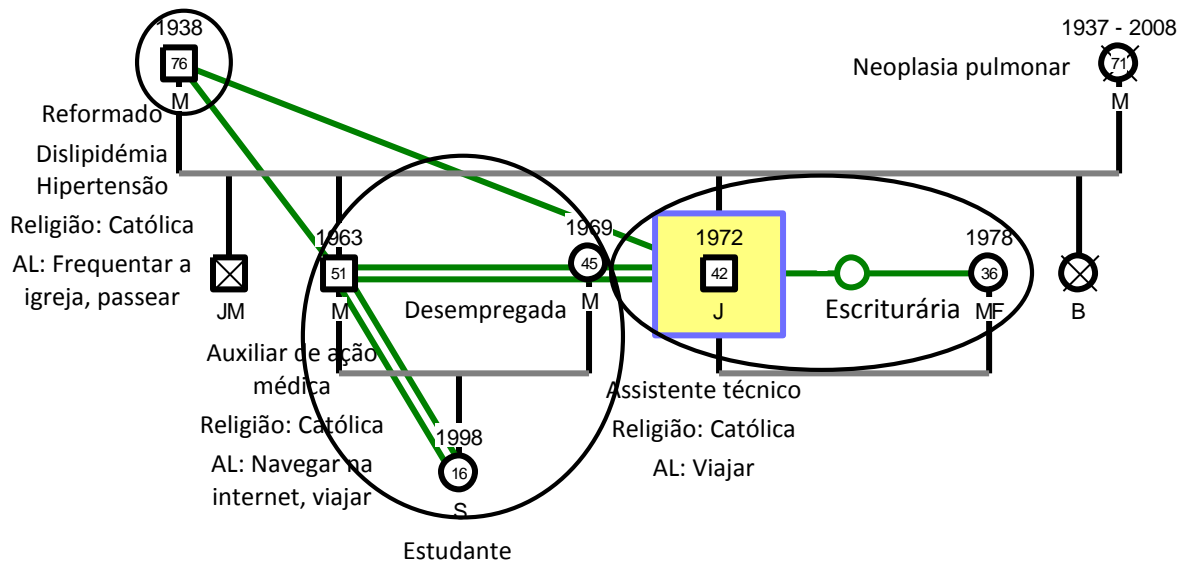 1938
1937 - 2008
76
Neoplasia pulmonar
71
M
M
Reformado
Dislipidémia
Hipertensão
Religião: Católica
AL: Frequentar a
igreja, passear
JM
1963
51
M
Auxiliar de ação
médica
Religião: Católica
AL: Navegar na
internet, viajar
1969
45
M
Desempregada
1998
16
S
Estudante
1972
42
J
Assistente técnico
Religião: Católica
AL: Viajar
1978
36
MF
Escriturária
B